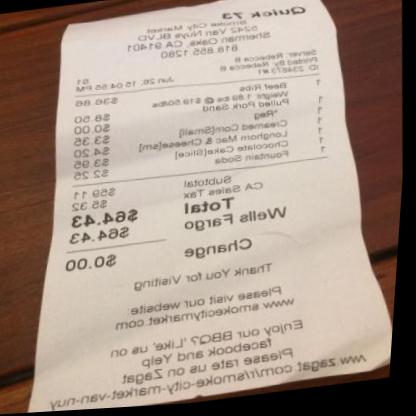 Quick 73
Smoke City Market
5242 Van Nuys BLVD
Sherman Oaks, CA 91401
818.855.1280
Server: Rebecca B
Printed By: Rebecca B
ID 234673 #1
51 Jun, 26, 15 04:55 PM
1 Beef Ribs $36.86
Weight 1.89 lbs @ $19.50/lbs
1 Pulled Pork Sand $8.50
*Reg* $0.00
1 Creamed Corn[Small] $3.35
1 Longhorn Mac & Cheese[sm] $4.20
1 Chocolate Cake[Slice] $3.95
1 Fountain Soda $2.25
Subtotal $59.11
CA Sales Tax $5.32
Total $64.43
Wells Fargo $64.43
Change $0.00
Thank You for Visiting
Please visit our website:
www.smokecitymarket.com
Enjoy our BBQ? 'Like' us on
facebook and Yelp
Please rate us on Zagat
/ww.zagat.com/r/smoke-city-market-van-nuy